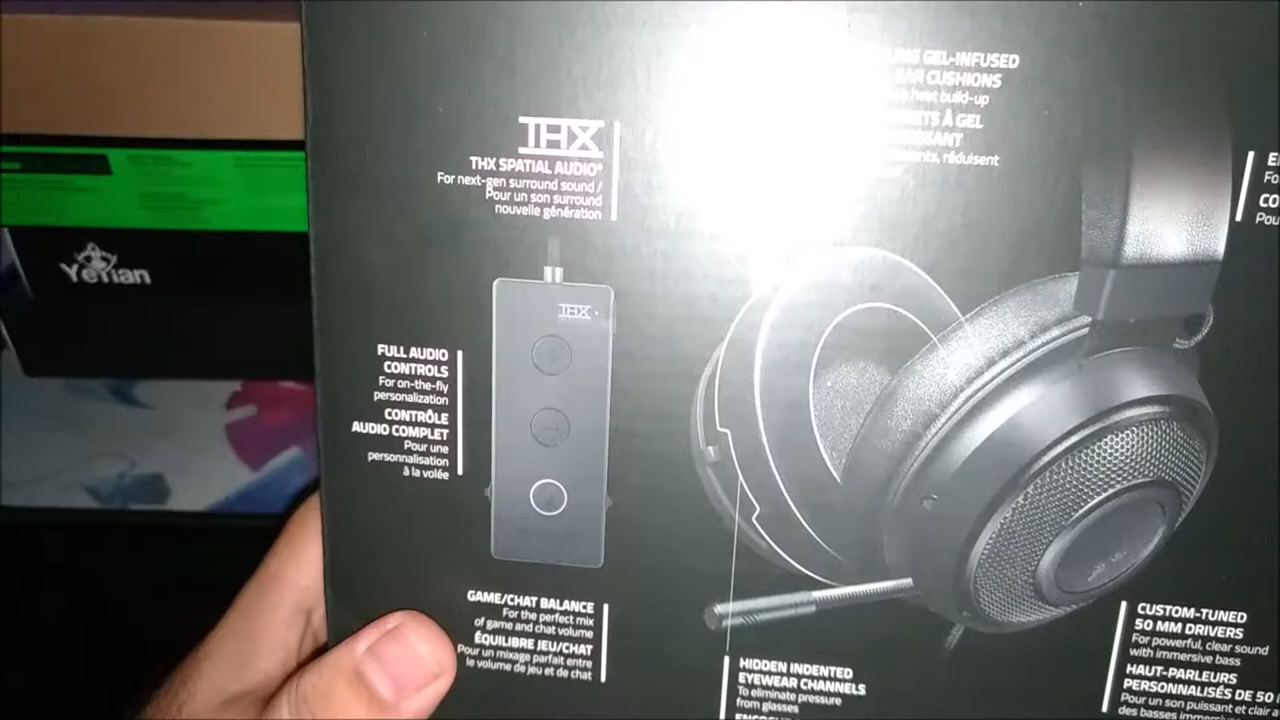 Yeyian
THX
THX SPATIAL AUDIO®
For next-gen surround sound /
Pour un son surround
nouvelle génération
GEL-INFUSED
EAR CUSHIONS
heat build-up
À GEL
réduisent
THX
FULL AUDIO
CONTROLS
For on-the-fly
personalization
CONTRÔLE
AUDIO COMPLET
Pour une
personnalisation
à la volée
GAME/CHAT BALANCE
For the perfect mix
of game and chat volume
ÉQUILIBRE JEU/CHAT
Pour un mixage parfait entre
le volume de jeu et de chat
HIDDEN INDENTED
EYEWEAR CHANNELS
To eliminate pressure
from glasses
CUSTOM-TUNED
50 MM DRIVERS
For powerful, clear sound
with immersive bass
HAUT-PARLEURS
PERSONNALISÉS DE 50
Pour un son puissant et clair
des basses